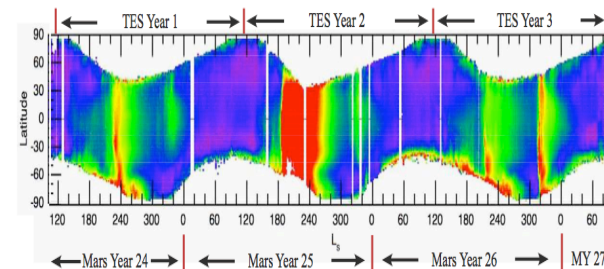 TES Year 1 TES Year 2 TES Year 3
90
60
30
0
-30
-60
-90
Latitude
120 180 240 300 0 60 120 180 240 300 0 60 120 180 240 300 0 60
Ls
Mars Year 24 Mars Year 25 Mars Year 26 MY 27